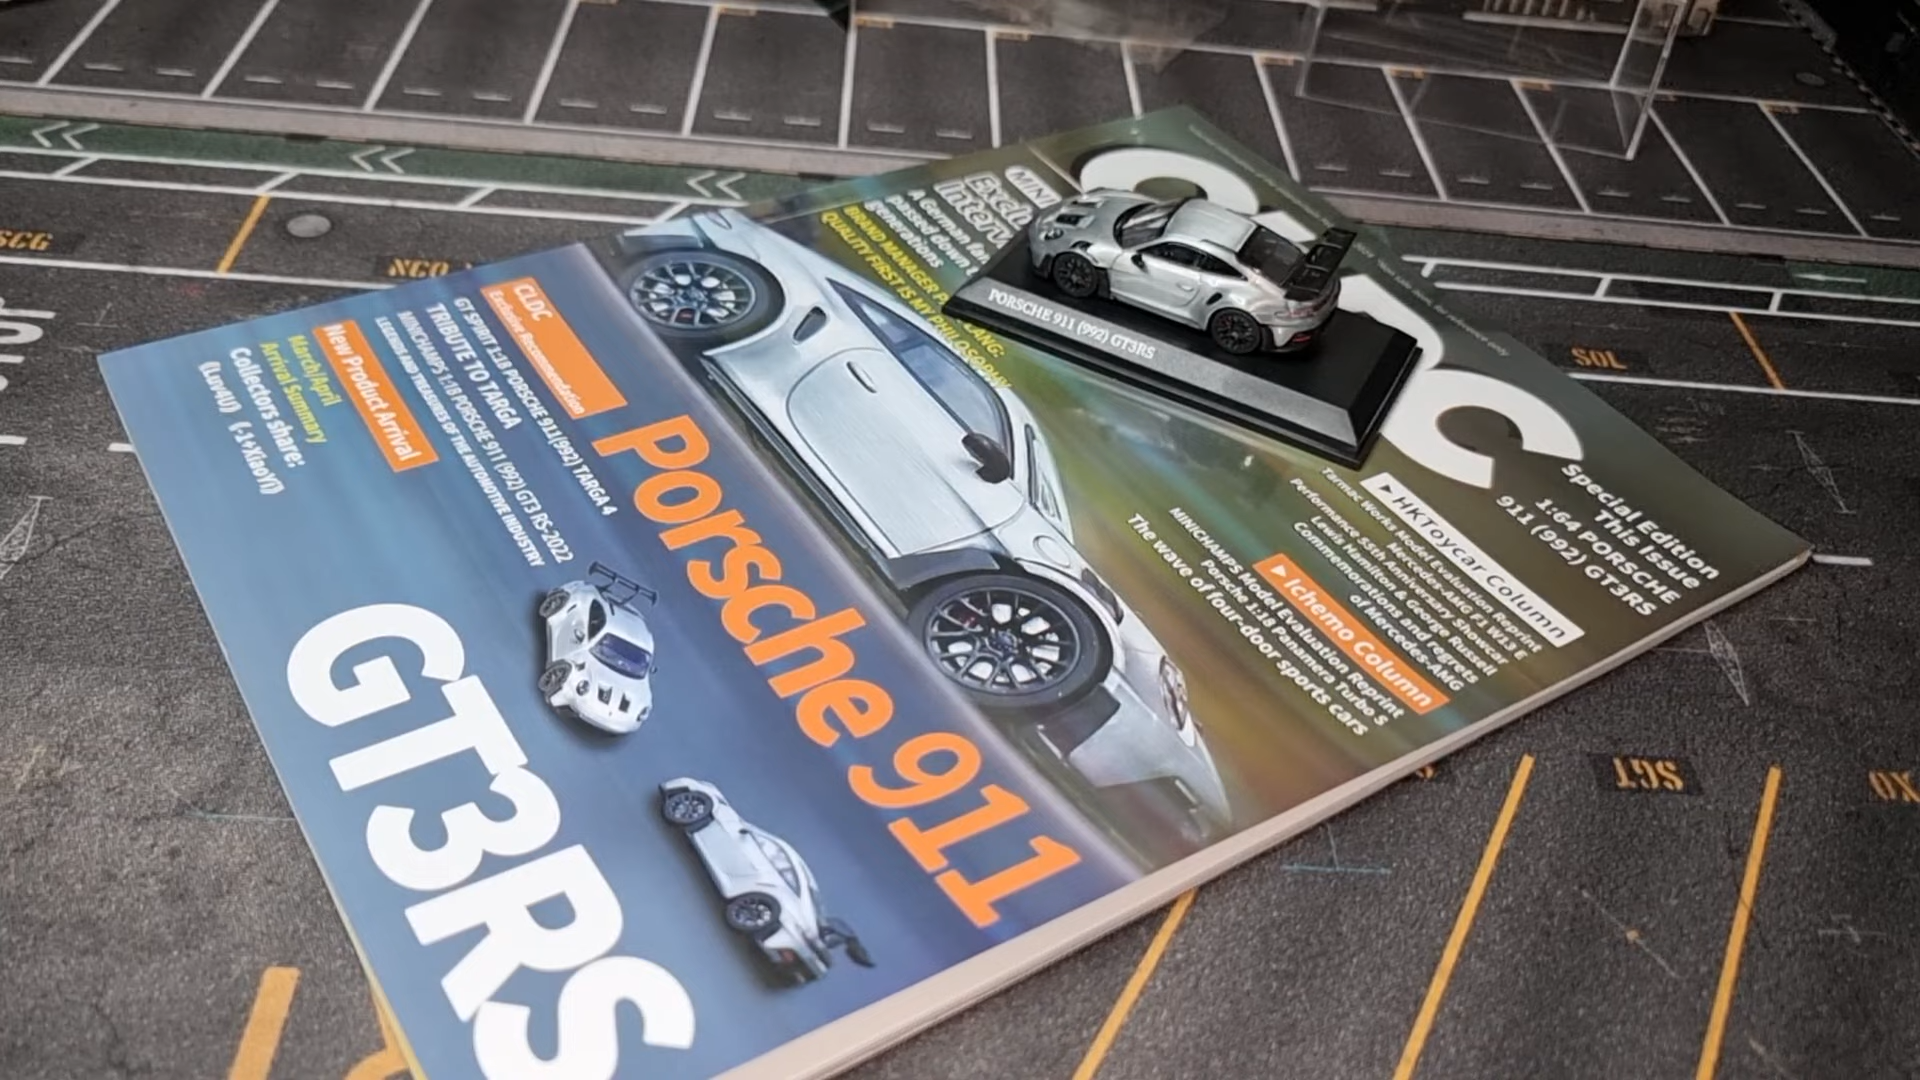 MINI
A German fam
passed down t
generations
BRAND MANAGER P LANG:
QUALITY FIRST IS MY PHILOSOPHY
PORSCHE 911 (992) GT3RS
Special Edition
This Issue
1:64 PORSCHE
911 (992) GT3RS
HKToycar Column
Tarmac Works Model Evaluation Reprint
Mercedes-AMG F1 W13 E
Performance 55th Anniversary Showcar
Lewis Hamilton & George Russell
Commemorations and regrets
of Mercedes-AMG
Ichemo Column
MINICHAMPS Model Evaluation Reprint
Porsche 1:18 Panamera Turbo S
The wave of four-door sports cars
CLDC
Exclusive Recommendation
GT SPIRIT 1:18 PORSCHE 911(992) TARGA 4
TRIBUTE TO TARGA
MINICHAMPS 1:18 PORSCHE 911 (992) GT3 RS-2022
LEGENDS AND TREASURES OF THE AUTOMOTIVE INDUSTRY
New Product Arrival
March/April
Arrival Summary
Collectors share:
(Luv4U) (-1+XiaoYi)
Porsche 911
GT3RS
SCG
NGO
SOL
SGT